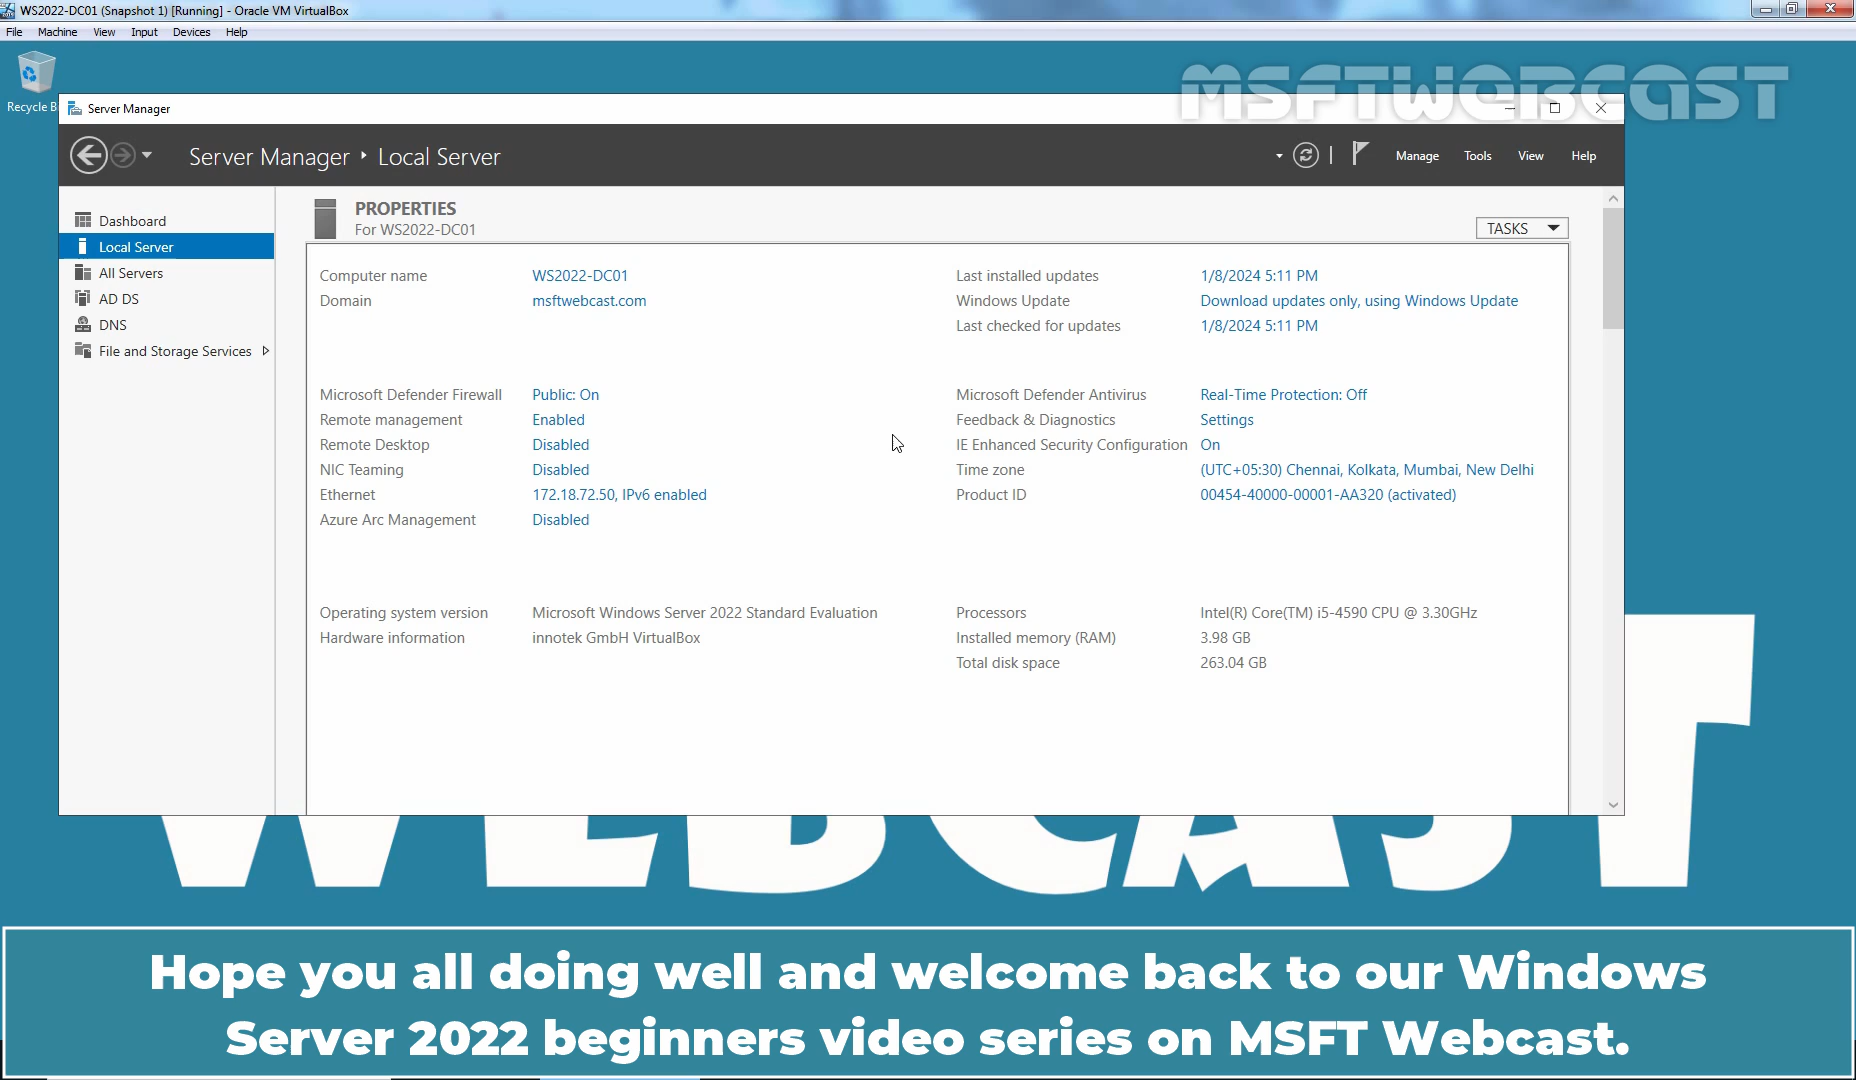 WS2022-DC01 (Snapshot 1) [Running] - Oracle VM VirtualBox
File Machine View Input Devices Help
MSFTWEBCAST
Recycle B
Server Manager
Server Manager ‣ Local Server
Manage Tools View Help
Dashboard
Local Server
All Servers
AD DS
DNS
File and Storage Services
PROPERTIES
For WS2022-DC01
TASKS
Computer name WS2022-DC01
Domain msftwebcast.com
Last installed updates 1/8/2024 5:11 PM
Windows Update Download updates only, using Windows Update
Last checked for updates 1/8/2024 5:11 PM
Microsoft Defender Firewall Public: On
Remote management Enabled
Remote Desktop Disabled
NIC Teaming Disabled
Ethernet 172.18.72.50, IPv6 enabled
Azure Arc Management Disabled
Microsoft Defender Antivirus Real-Time Protection: Off
Feedback & Diagnostics Settings
IE Enhanced Security Configuration On
Time zone (UTC+05:30) Chennai, Kolkata, Mumbai, New Delhi
Product ID 00454-40000-00001-AA320 (activated)
Operating system version Microsoft Windows Server 2022 Standard Evaluation
Hardware information innotek GmbH VirtualBox
Processors Intel(R) Core(TM) i5-4590 CPU @ 3.30GHz
Installed memory (RAM) 3.98 GB
Total disk space 263.04 GB
WEBCAST
Hope you all doing well and welcome back to our Windows
Server 2022 beginners video series on MSFT Webcast.